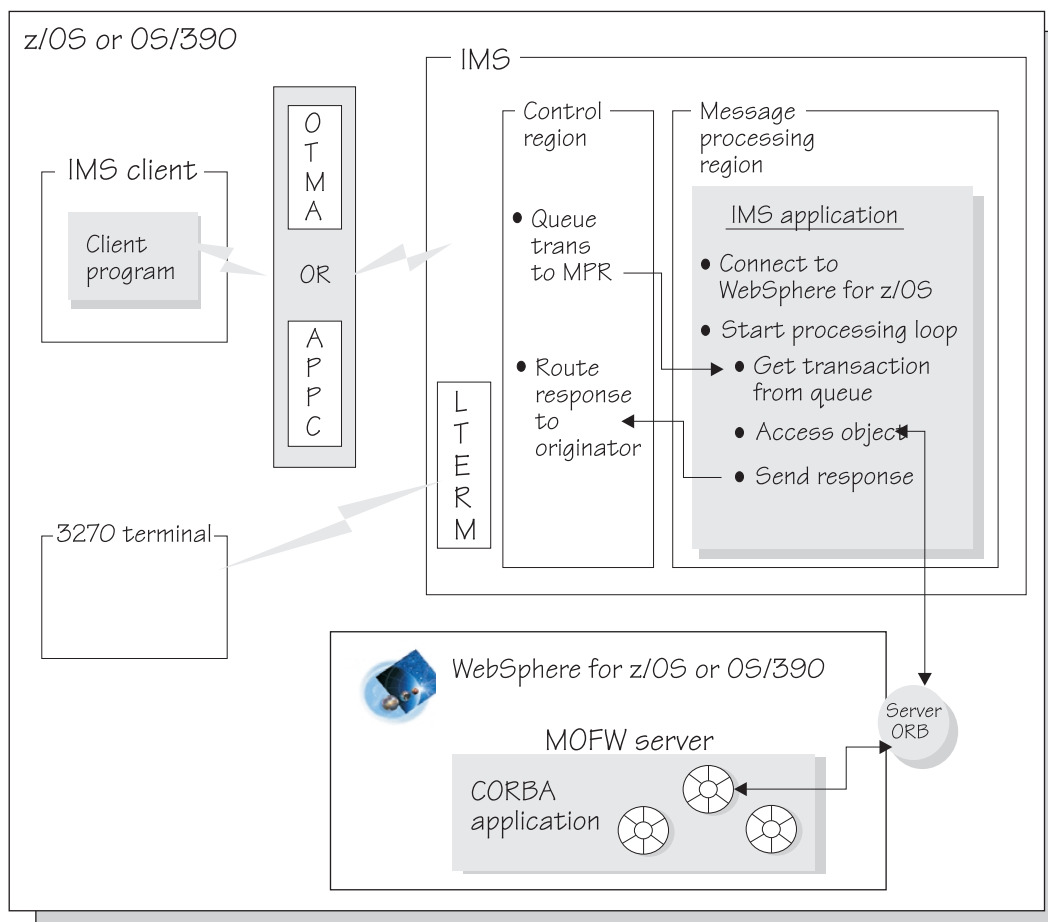 z/OS or OS/390
IMS client
Client
program
O
T
M
A
OR
A
P
P
C
3270 terminal
IMS
L
T
E
R
M
Control
region
Queue
trans
to MPR
Route
response
to
originator
Message
processing
region
IMS application
Connect to
WebSphere for z/OS
Start processing loop
Get transaction
from queue
Access object
Send response
WebSphere for z/OS or OS/390
MOFW server
CORBA
application
Server
ORB